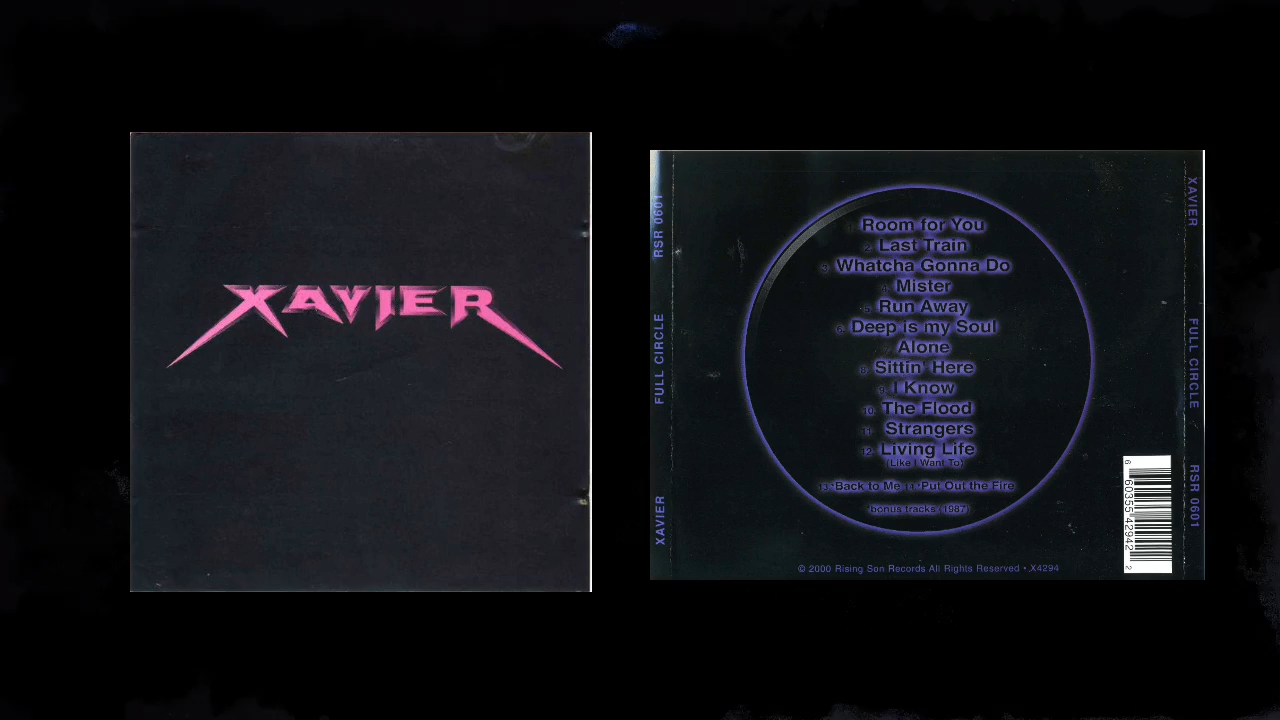 XAVIER
XAVIER FULL CIRCLE RSR 0601
1. Room for You
2. Last Train
3. Whatcha Gonna Do
4. Mister
5. Run Away
6. Deep is my Soul
7. Alone
8. Sittin' Here
9. I Know
10. The Flood
11. Strangers
12. Living Life
(Like I Want To)
13.*Back to Me 14.*Put Out the Fire
*bonus tracks (1987)
© 2000 Rising Son Records All Rights Reserved • X4294
6 60355 42942 2
XAVIER FULL CIRCLE RSR 0601